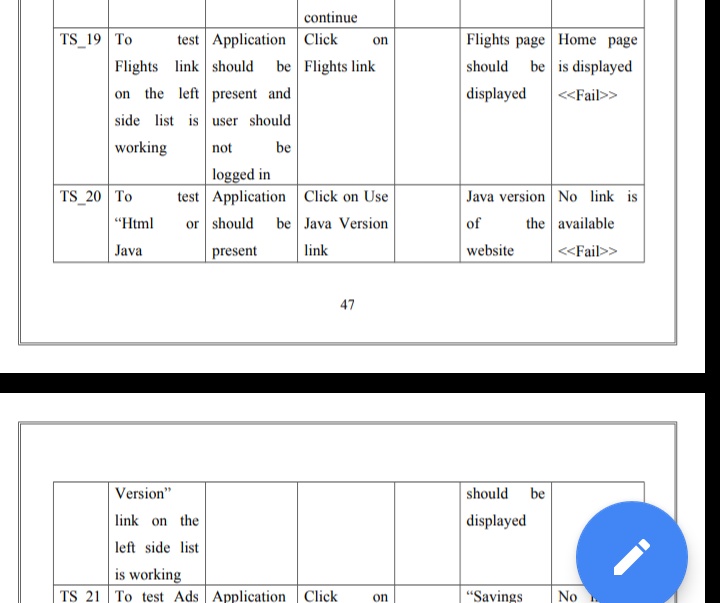 continue
TS_19 To test Application Click on Flights page Home page
Flights link should be Flights link should be is displayed
on the left present and displayed <<Fail>>
side list is user should
working not be
logged in
TS_20 To test Application Click on Use Java version No link is
“Html or should be Java Version of the available
Java present link website <<Fail>>
47
Version” should be
link on the displayed
left side list
is working
TS_21 To test Ads Application Click on “Savings No